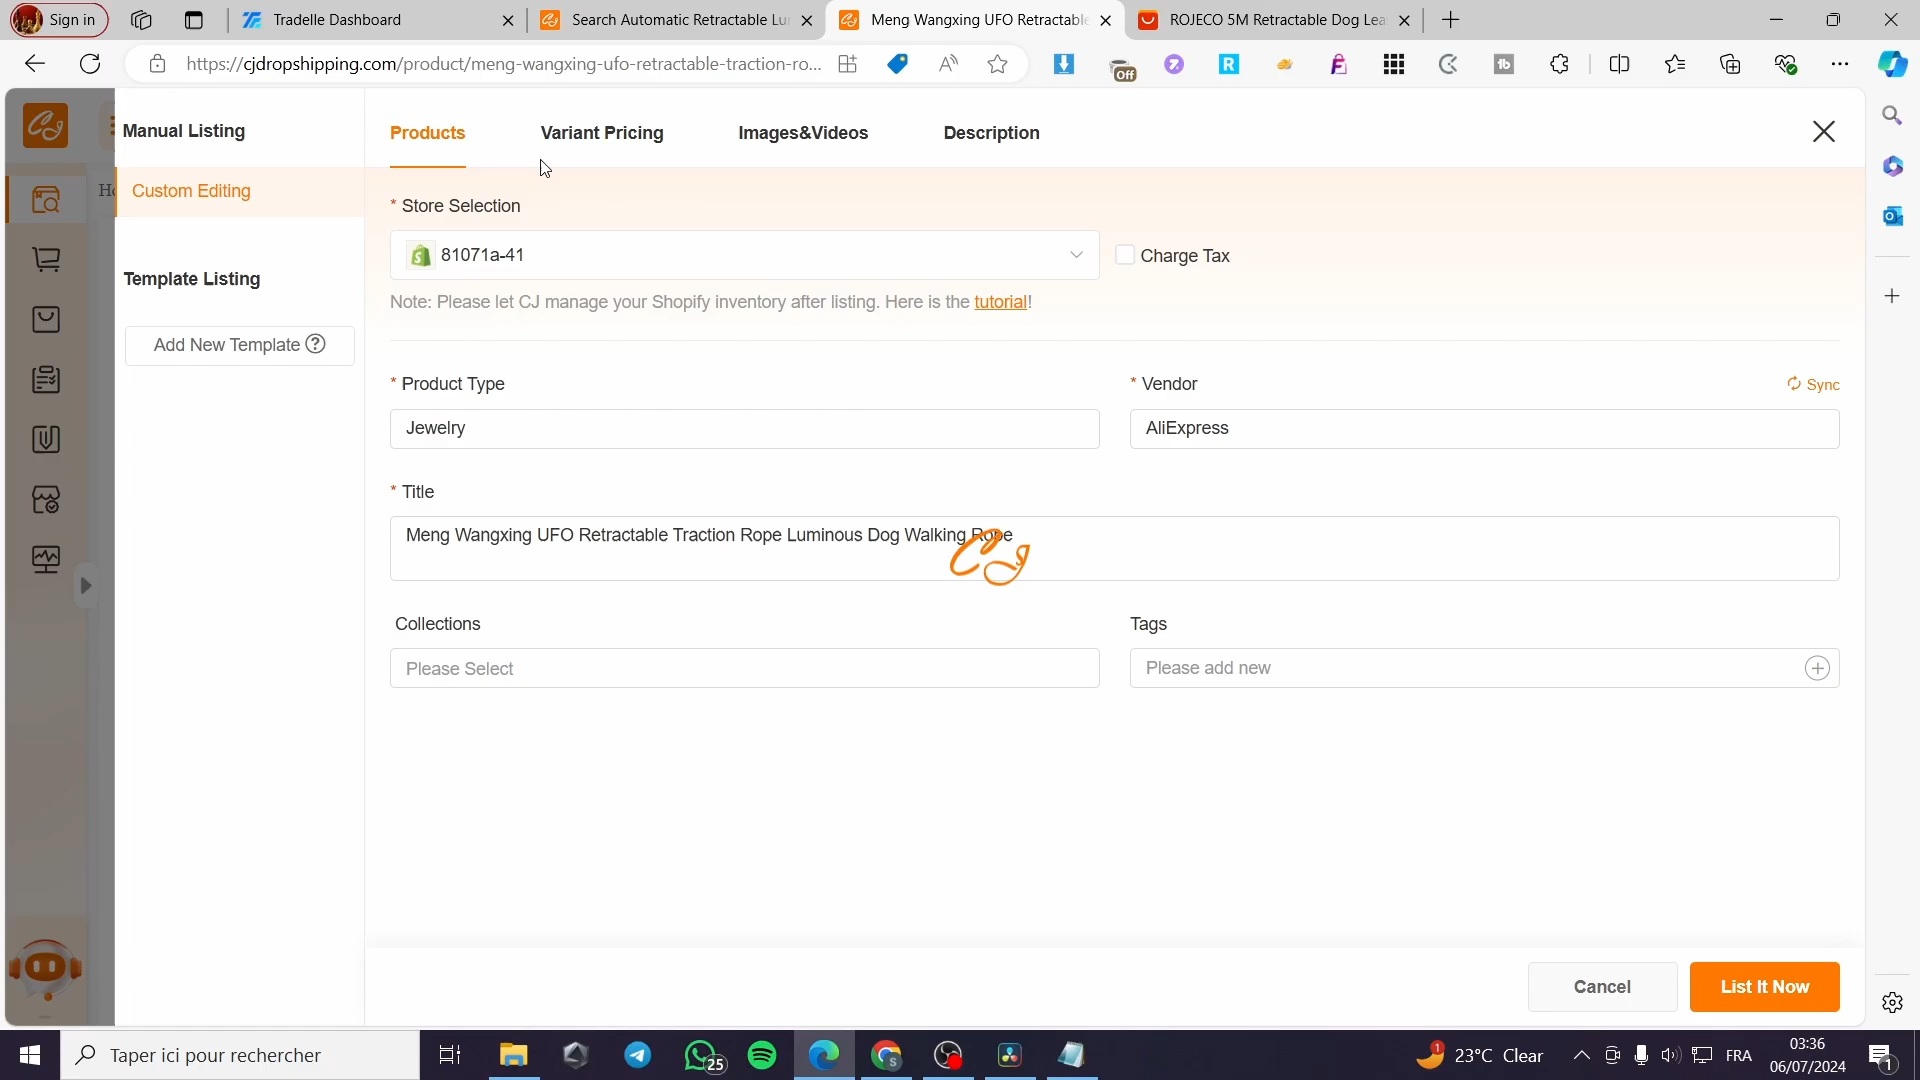 Sign in
Tradelle Dashboard
Search Automatic Retractable Lu
Meng Wangxing UFO Retractable
ROJECO 5M Retractable Dog Lea
https://cjdropshipping.com/product/meng-wangxing-ufo-retractable-traction-ro...
Off
Manual Listing
Products
Variant Pricing
Images&Videos
Description
Custom Editing
* Store Selection
81071a-41
Charge Tax
Note: Please let CJ manage your Shopify inventory after listing. Here is the tutorial!
Template Listing
Add New Template
* Product Type
* Vendor
Sync
Jewelry
AliExpress
* Title
Meng Wangxing UFO Retractable Traction Rope Luminous Dog Walking Rope
CJ
Collections
Tags
Please Select
Please add new
Cancel
List It Now
Taper ici pour rechercher
25
23°C Clear
FRA
03:36
06/07/2024
1